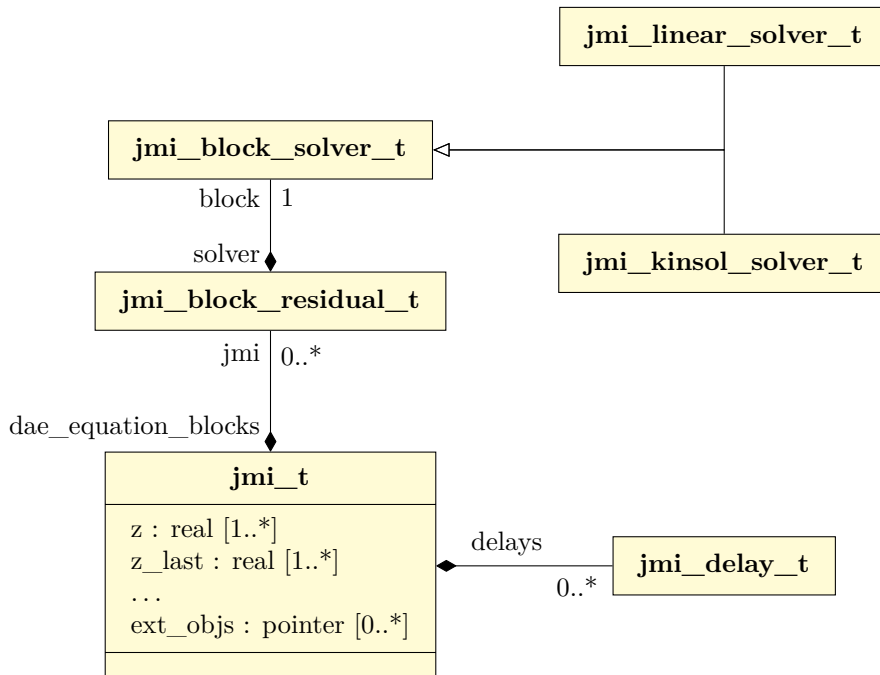 jmi_linear_solver_t
jmi_block_solver_t
block 1
solver
jmi_kinsol_solver_t
jmi_block_residual_t
jmi 0..*
dae_equation_blocks
jmi_t
z : real [1..*]
z_last : real [1..*]
...
ext_objs : pointer [0..*]
delays
0..*
jmi_delay_t